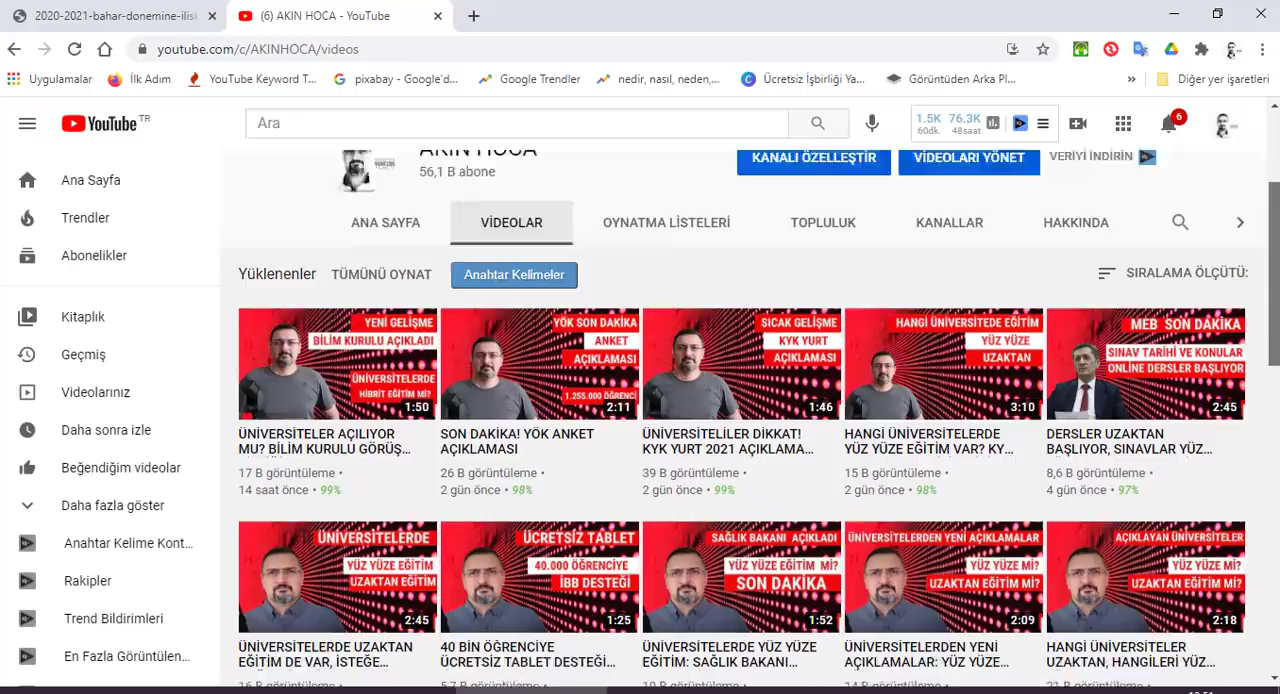 2020-2021-bahar-donemine-ilisk
(6) AKIN HOCA - YouTube
youtube.com/c/AKINHOCA/videos
Uygulamalar
İlk Adım
YouTube Keyword T...
pixabay - Google'd...
Google Trendler
nedir, nasıl, neden,...
Ücretsiz İşbirliği Ya...
Görüntüden Arka Pl...
»
Diğer yer işaretleri
YouTube TR
Ara
1.5K 76.3K
60dk. 48saat
6
AKIN HOCA
56,1 B abone
KANALI ÖZELLEŞTİR
VİDEOLARI YÖNET
VERİYİ İNDİRİN
ANA SAYFA
VİDEOLAR
OYNATMA LİSTELERİ
TOPLULUK
KANALLAR
HAKKINDA
Ana Sayfa
Trendler
Abonelikler
Kitaplık
Geçmiş
Videolarınız
Daha sonra izle
Beğendiğim videolar
Daha fazla göster
Anahtar Kelime Kont...
Rakipler
Trend Bildirimleri
En Fazla Görüntülen...
Yüklenenler
TÜMÜNÜ OYNAT
Anahtar Kelimeler
SIRALAMA ÖLÇÜTÜ:
YENİ GELİŞME
BİLİM KURULU AÇIKLADI
ÜNİVERSİTELERDE
HİBRİT EĞİTİM Mİ?
1:50
ÜNİVERSİTELER AÇILIYOR
MU? BİLİM KURULU GÖRÜŞ...
17 B görüntüleme •
14 saat önce • 99%
YÖK SON DAKİKA
ANKET
AÇIKLAMASI
1.255.000 ÖĞRENCİ
2:11
SON DAKİKA! YÖK ANKET
AÇIKLAMASI
26 B görüntüleme •
2 gün önce • 98%
SICAK GELİŞME
KYK YURT
AÇIKLAMASI
1:46
ÜNİVERSİTELİLER DİKKAT!
KYK YURT 2021 AÇIKLAMA...
39 B görüntüleme •
2 gün önce • 99%
HANGİ ÜNİVERSİTEDE EĞİTİM
YÜZ YÜZE
UZAKTAN
3:10
HANGİ ÜNİVERSİTELERDE
YÜZ YÜZE EĞİTİM VAR? KY...
15 B görüntüleme •
2 gün önce • 98%
MEB SON DAKİKA
SINAV TARİHİ VE KONULAR
ONLINE DERSLER BAŞLIYOR
2:45
DERSLER UZAKTAN
BAŞLIYOR, SINAVLAR YÜZ...
8,6 B görüntüleme •
4 gün önce • 97%
ÜNİVERSİTELERDE
YÜZ YÜZE EĞİTİM
UZAKTAN EĞİTİM
2:45
ÜNİVERSİTELERDE UZAKTAN
EĞİTİM DE VAR, İSTEĞE...
ÜCRETSİZ TABLET
40.000 ÖĞRENCİYE
İBB DESTEĞİ
1:25
40 BİN ÖĞRENCİYE
ÜCRETSİZ TABLET DESTEĞİ...
SAĞLIK BAKANI AÇIKLADI
YÜZ YÜZE EĞİTİM Mİ?
SON DAKİKA
1:52
ÜNİVERSİTELERDE YÜZ YÜZE
EĞİTİM: SAĞLIK BAKANI...
ÜNİVERSİTELERDEN YENİ AÇIKLAMALAR
YÜZ YÜZE Mİ?
UZAKTAN EĞİTİM Mİ?
2:09
ÜNİVERSİTELERDEN YENİ
AÇIKLAMALAR: YÜZ YÜZE...
AÇIKLAYAN ÜNİVERSİTELER
YÜZ YÜZE Mİ?
UZAKTAN EĞİTİM Mİ?
2:18
HANGİ ÜNİVERSİTELER
UZAKTAN, HANGİLERİ YÜZ...